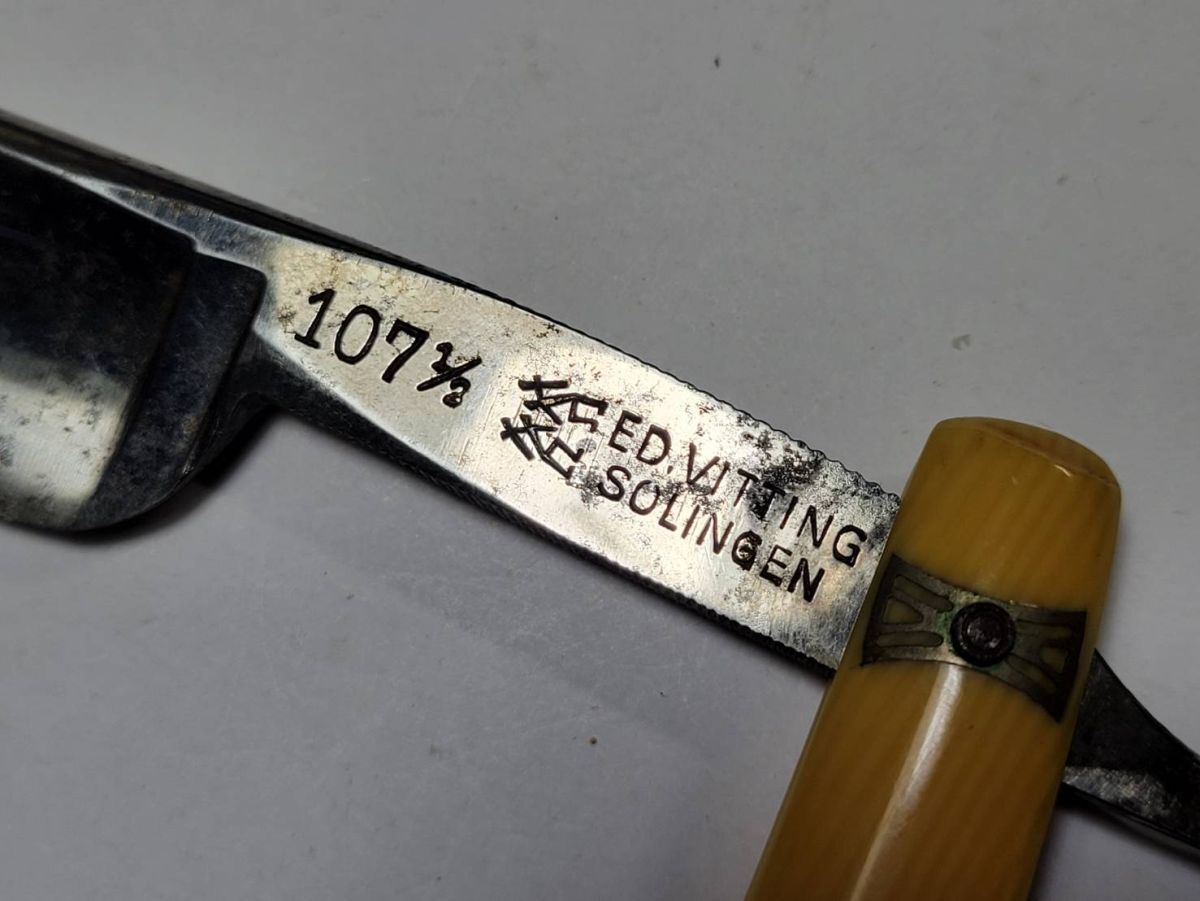 107½
ED. VITTING
SOLINGEN